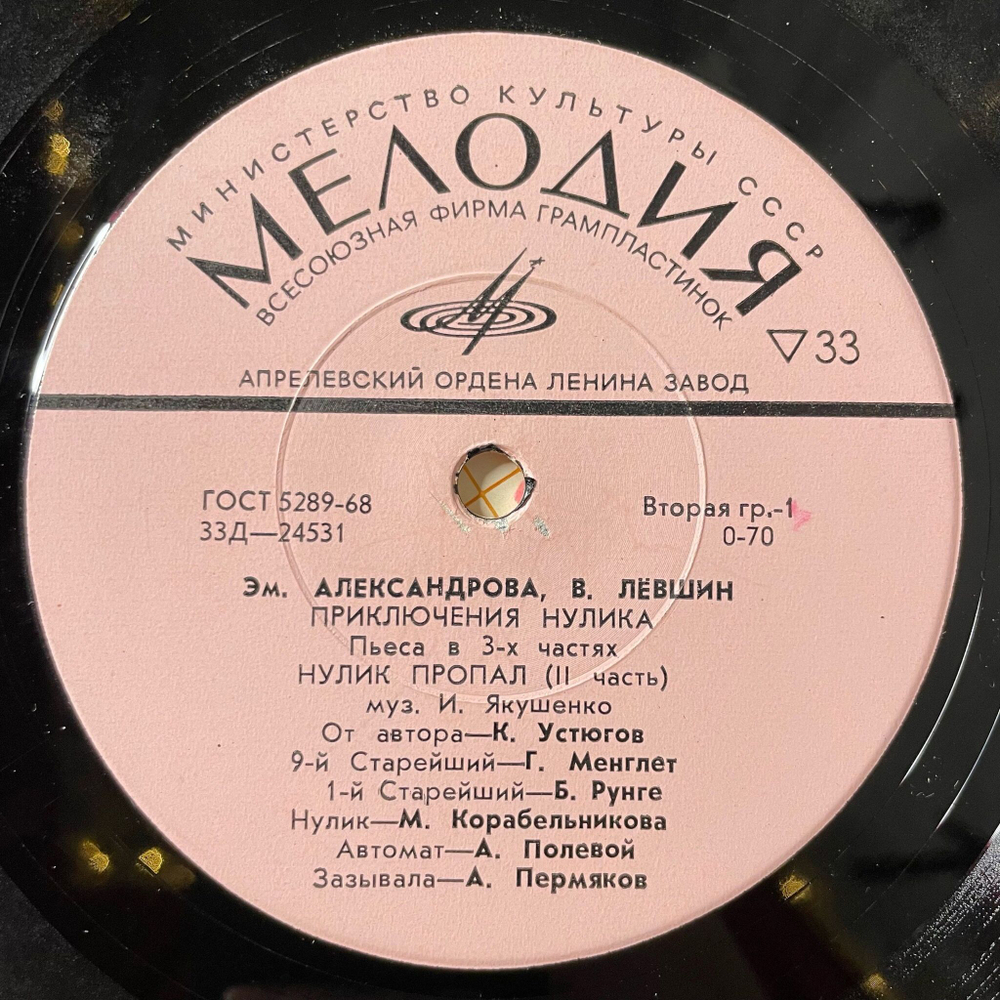 МИНИСТЕРСТВО КУЛЬТУРЫ СССР
МЕЛОДИЯ
ВСЕСОЮЗНАЯ ФИРМА ГРАМПЛАСТИНОК
33
АПРЕЛЕВСКИЙ ОРДЕНА ЛЕНИНА ЗАВОД
ГОСТ 5289-68
33Д—24531
Вторая гр.-1
0-70
Эм. АЛЕКСАНДРОВА, В. ЛЁВШИН
ПРИКЛЮЧЕНИЯ НУЛИКА
Пьеса в 3-х частях
НУЛИК ПРОПАЛ (II часть)
муз. И. Якушенко
От автора—К. Устюгов
9-й Старейший—Г. Менглет
1-й Старейший—Б. Рунге
Нулик—М. Корабельникова
Автомат—А. Полевой
Зазывала—А. Пермяков